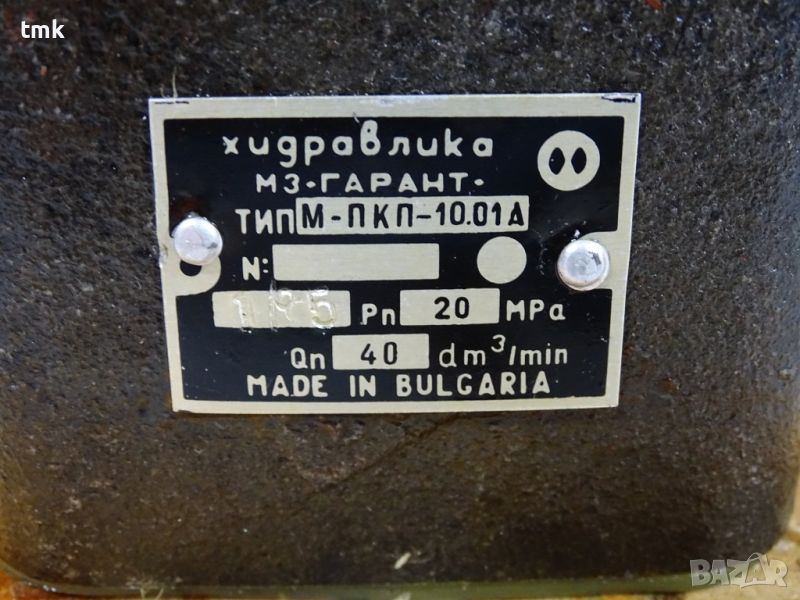 tmk
хидравлика
МЗ-ГАРАНТ-
ТИП М-ПКП-10.01А
N:
Pn 20 MPa
Qn 40 dm³/min
MADE IN BULGARIA
BAZAR